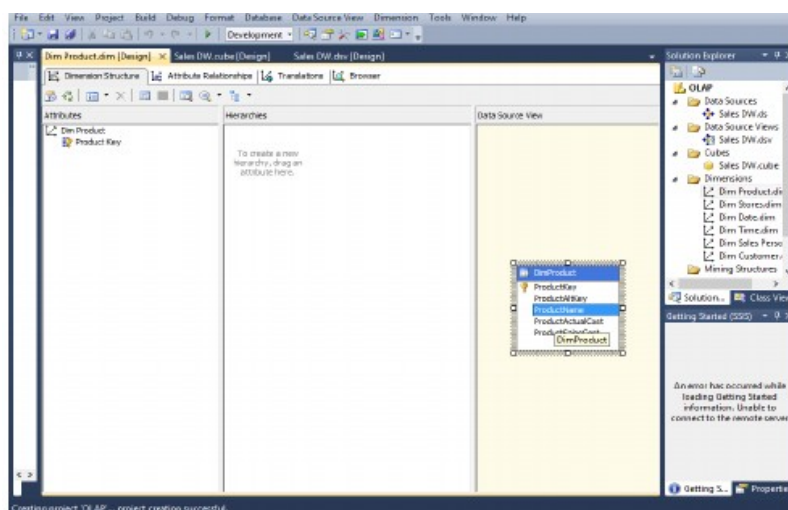 File Edit View Project Build Debug Format Database Data Source View Dimension Tools Window Help
Development
Dim Product.dim [Design] Sales DW.cube [Design] Sales DW.dsv [Design]
Dimension Structure Attribute Relationships Translations Browser
Attributes
Hierarchies
Data Source View
Dim Product
Product Key
To create a new
hierarchy, drag an
attribute here.
DimProduct
ProductKey
ProductAltKey
ProductName
ProductActualCost
DimProduct
Solution Explorer
OLAP
Data Sources
Sales DW.ds
Data Source Views
Sales DW.dsv
Cubes
Sales DW.cube
Dimensions
Dim Product.di
Dim Stores.dim
Dim Date.dim
Dim Time.dim
Dim Sales Perso
Dim Customer.
Mining Structures
Solution... Class View
Getting Started (SSIS)
An error has occurred while
loading Getting Started
information. Unable to
connect to the remote server
Getting S... Properties
Creating project 'OLAP'... project creation successful.